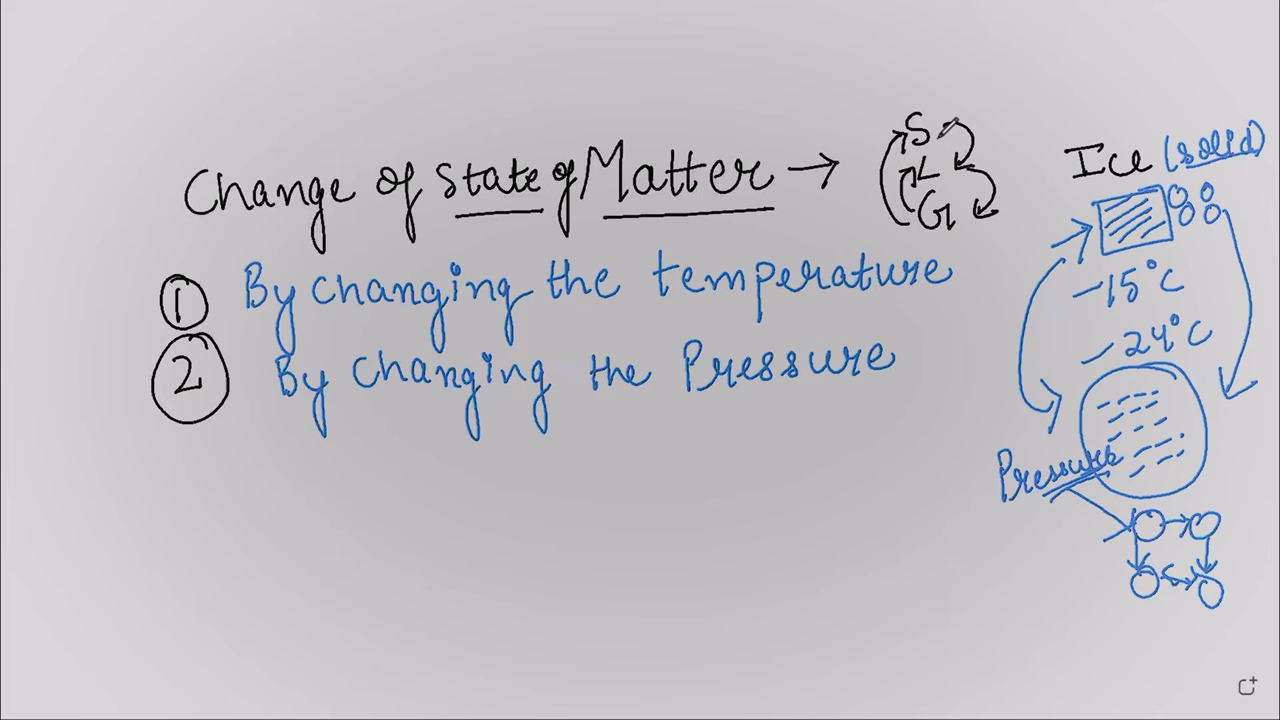 Change of state of Matter →
S
L
G
① By changing the temperature
② By changing the Pressure
Ice (solid)
-15°C
-24°C
Pressure